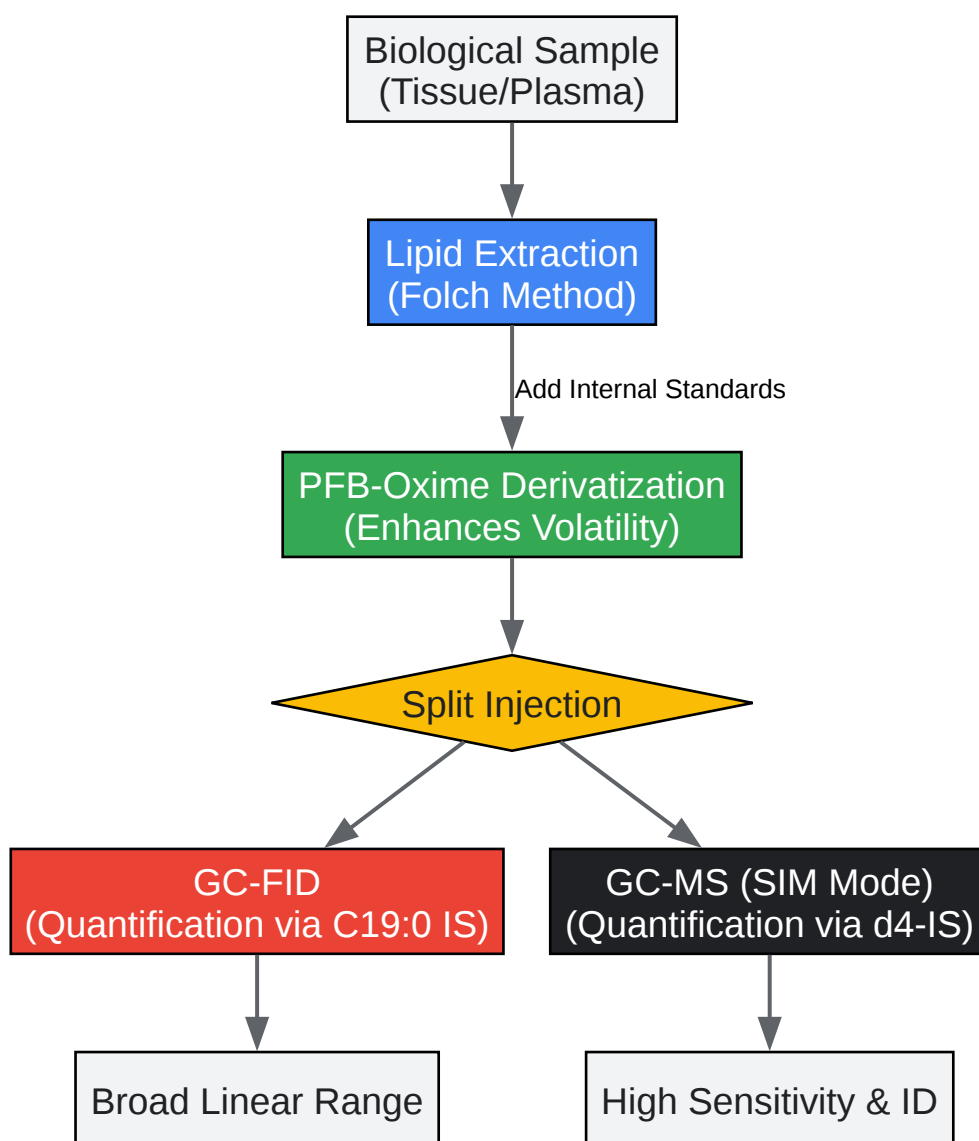 Biological Sample
(Tissue/Plasma)
Lipid Extraction
(Folch Method)
Add Internal Standards
PFB-Oxime Derivatization
(Enhances Volatility)
Split Injection
GC-FID
(Quantification via C19:0 IS)
GC-MS (SIM Mode)
(Quantification via d4-IS)
Broad Linear Range
High Sensitivity & ID